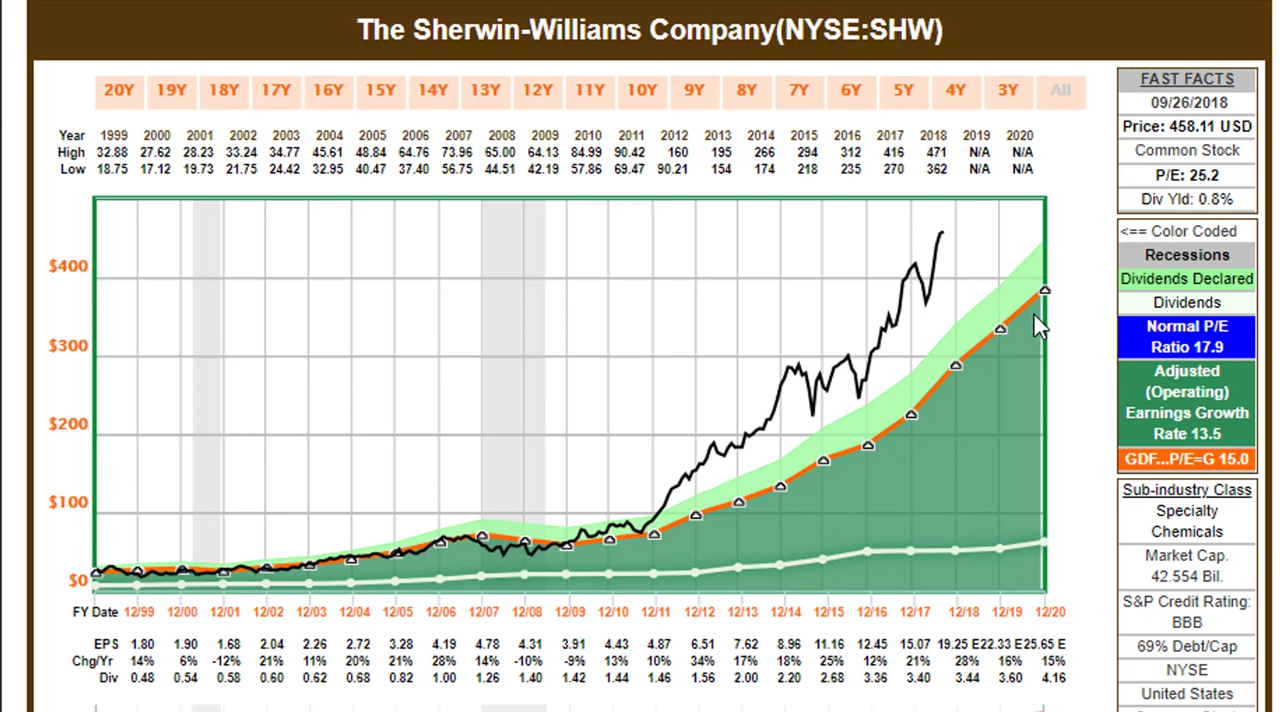 The Sherwin-Williams Company(NYSE:SHW)
20Y 19Y 18Y 17Y 16Y 15Y 14Y 13Y 12Y 11Y 10Y 9Y 8Y 7Y 6Y 5Y 4Y 3Y All
Year 1999 2000 2001 2002 2003 2004 2005 2006 2007 2008 2009 2010 2011 2012 2013 2014 2015 2016 2017 2018 2019 2020
High 32.88 27.62 28.23 33.24 34.77 45.61 48.84 64.76 73.96 65.00 64.13 84.99 90.42 160 195 266 294 312 416 471 N/A N/A
Low 18.75 17.12 19.73 21.75 24.42 32.95 40.47 37.40 56.75 44.51 42.19 57.86 69.47 90.21 154 174 218 235 270 362 N/A N/A
$400
$300
$200
$100
$0
FY Date 12/99 12/00 12/01 12/02 12/03 12/04 12/05 12/06 12/07 12/08 12/09 12/10 12/11 12/12 12/13 12/14 12/15 12/16 12/17 12/18 12/19 12/20
EPS 1.80 1.90 1.68 2.04 2.26 2.72 3.28 4.19 4.78 4.31 3.91 4.43 4.87 6.51 7.62 8.96 11.16 12.45 15.07 19.25 E 22.33 E 25.65 E
Chg/Yr 14% 6% -12% 21% 11% 20% 21% 28% 14% -10% -9% 13% 10% 34% 17% 18% 25% 12% 21% 28% 16% 15%
Div 0.48 0.54 0.58 0.60 0.62 0.68 0.82 1.00 1.26 1.40 1.42 1.44 1.46 1.56 2.00 2.20 2.68 3.36 3.40 3.44 3.60 4.16
FAST FACTS
09/26/2018
Price: 458.11 USD
Common Stock
P/E: 25.2
Div Yld: 0.8%
<== Color Coded
Recessions
Dividends Declared
Dividends
Normal P/E
Ratio 17.9
Adjusted
(Operating)
Earnings Growth
Rate 13.5
GDF...P/E=G 15.0
Sub-industry Class
Specialty
Chemicals
Market Cap.
42.554 Bil.
S&P Credit Rating:
BBB
69% Debt/Cap
NYSE
United States